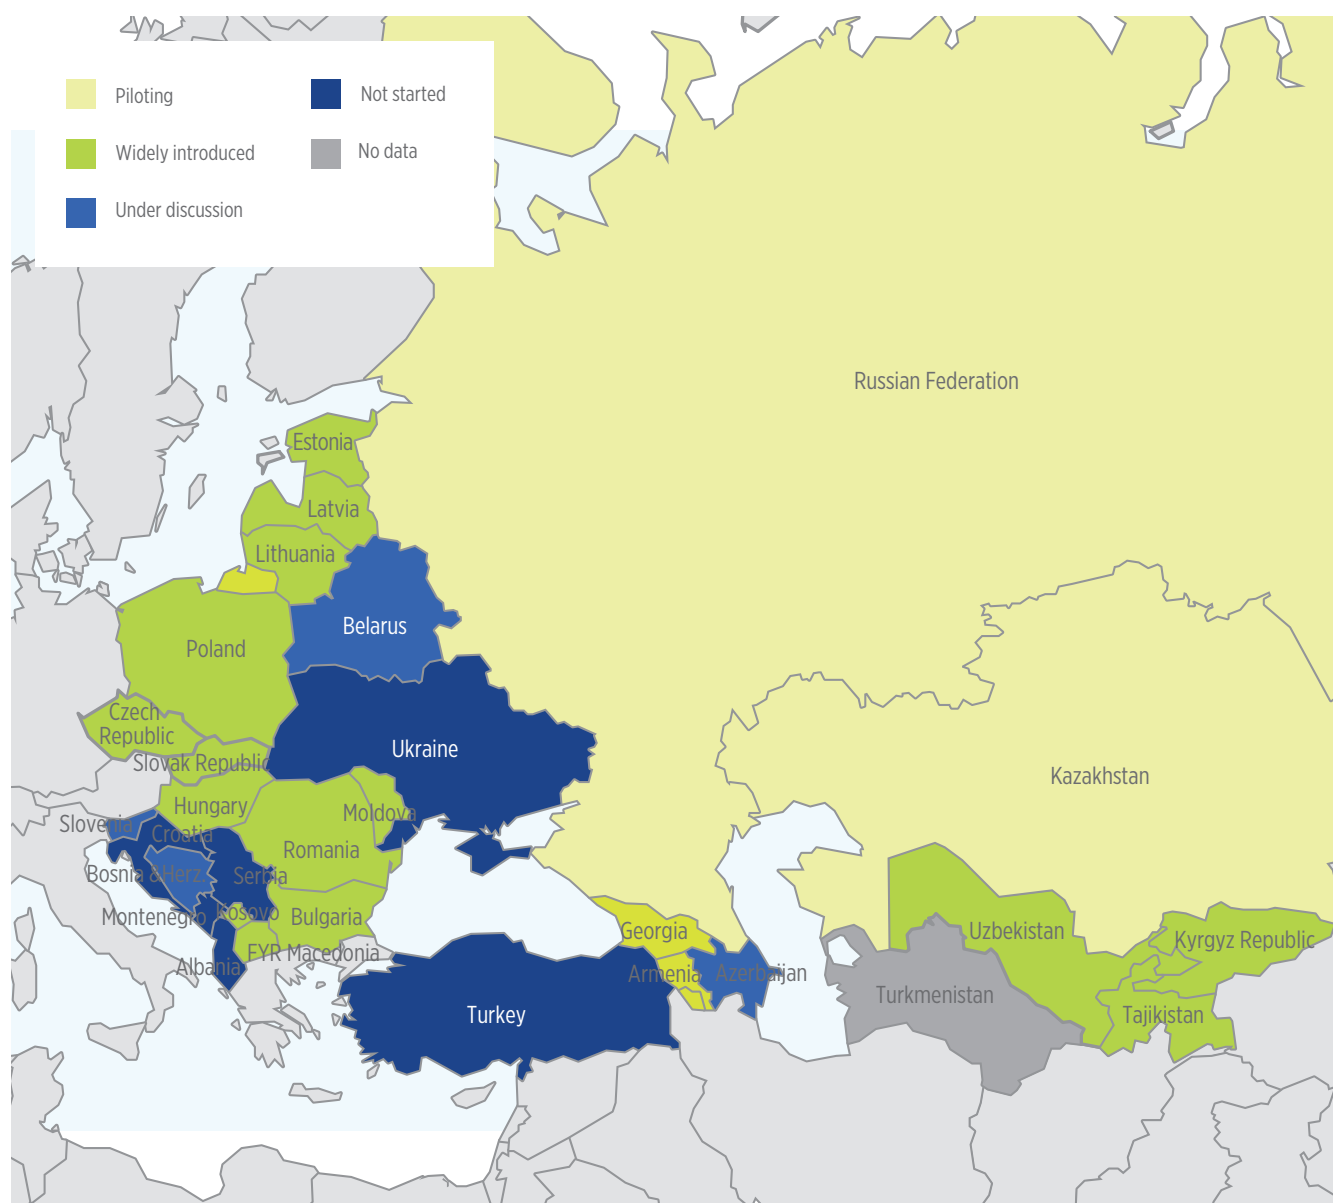 Piloting
Not started
Widely introduced
No data
Under discussion
Russian Federation
Estonia
Latvia
Lithuania
Belarus
Poland
Czech
Republic
Ukraine
Slovak Republic
Kazakhstan
Hungary
Moldova
Slovenia
Croatia
Romania
Bosnia & Herz.
Serbia
Montenegro
Kosovo
Bulgaria
Georgia
Uzbekistan
Kyrgyz Republic
FYR Macedonia
Albania
Armenia
Azerbaijan
Turkmenistan
Turkey
Tajikistan